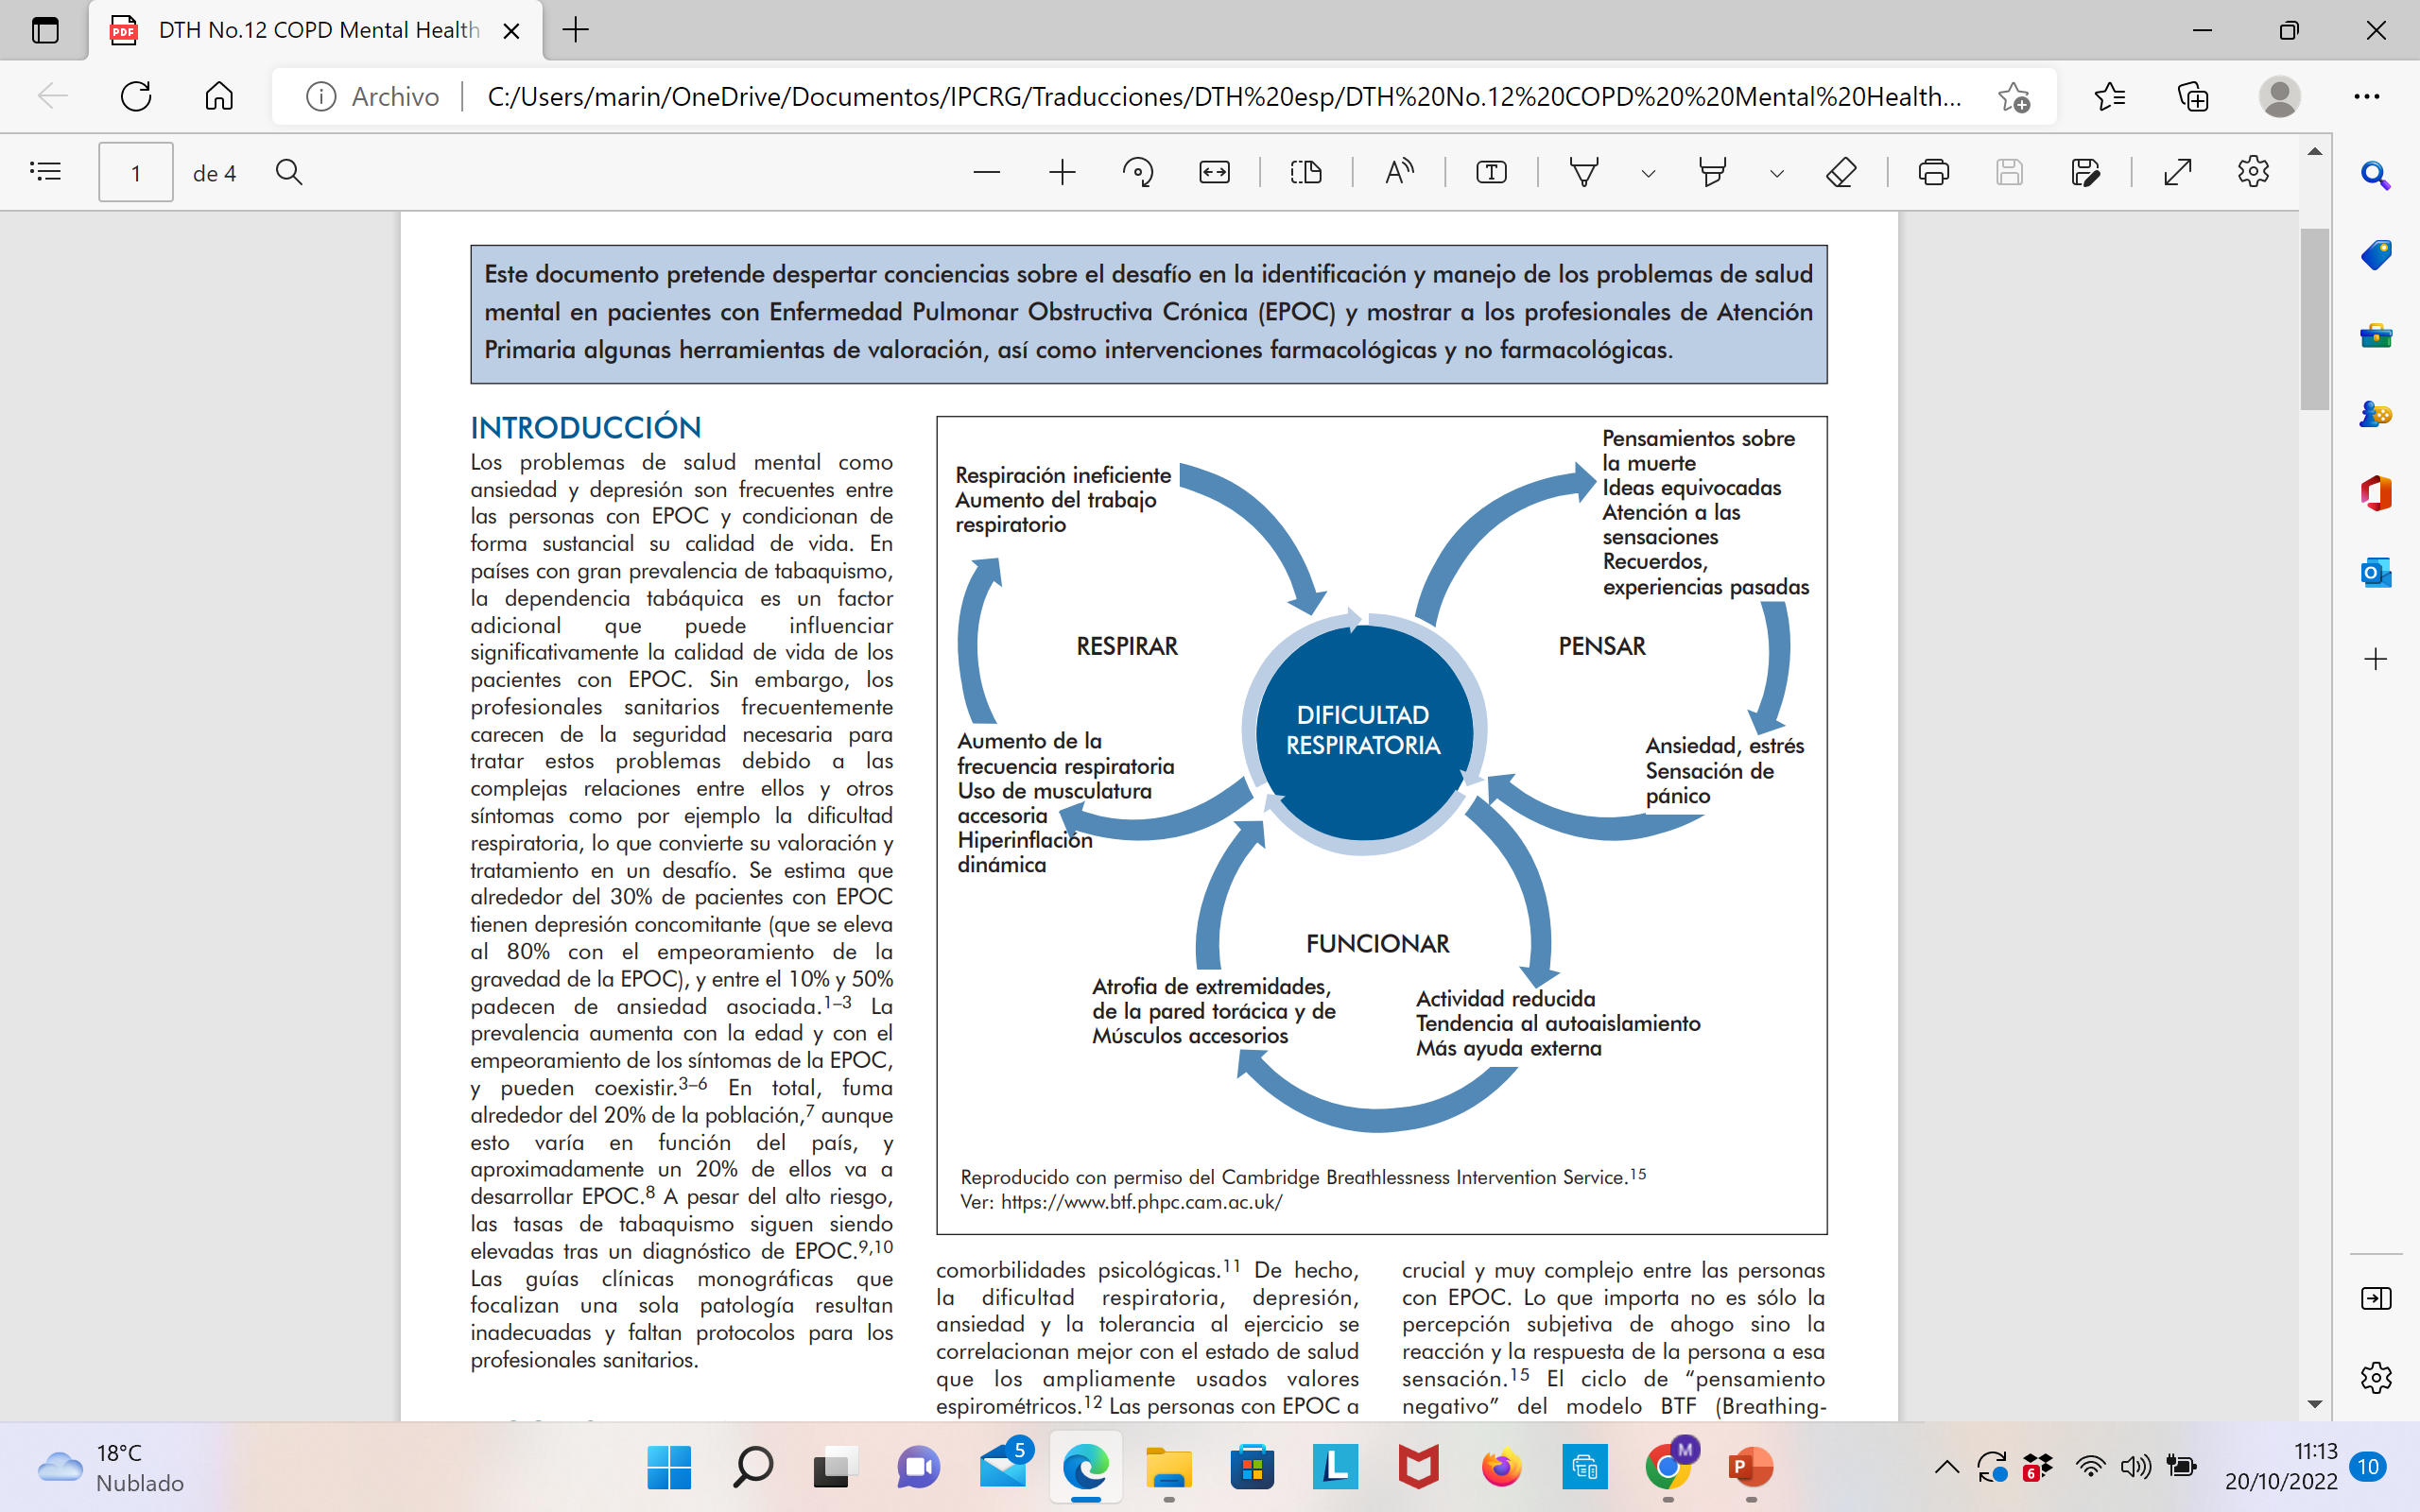 DTH No.12 COPD Mental Health
Archivo
C:/Users/marin/OneDrive/Documentos/IPCRG/Traducciones/DTH%20esp/DTH%20No.12%20COPD%20%20Mental%20Health...
1
de 4
Este documento pretende despertar conciencias sobre el desafío en la identificación y manejo de los problemas de salud
mental en pacientes con Enfermedad Pulmonar Obstructiva Crónica (EPOC) y mostrar a los profesionales de Atención
Primaria algunas herramientas de valoración, así como intervenciones farmacológicas y no farmacológicas.
INTRODUCCIÓN
Los problemas de salud mental como
ansiedad y depresión son frecuentes entre
las personas con EPOC y condicionan de
forma sustancial su calidad de vida. En
países con gran prevalencia de tabaquismo,
la dependencia tabáquica es un factor
adicional que puede influenciar
significativamente la calidad de vida de los
pacientes con EPOC. Sin embargo, los
profesionales sanitarios frecuentemente
carecen de la seguridad necesaria para
tratar estos problemas debido a las
complejas relaciones entre ellos y otros
síntomas como por ejemplo la dificultad
respiratoria, lo que convierte su valoración y
tratamiento en un desafío. Se estima que
alrededor del 30% de pacientes con EPOC
tienen depresión concomitante (que se eleva
al 80% con el empeoramiento de la
gravedad de la EPOC), y entre el 10% y 50%
padecen de ansiedad asociada.1–3 La
prevalencia aumenta con la edad y con el
empeoramiento de los síntomas de la EPOC,
y pueden coexistir.3–6 En total, fuma
alrededor del 20% de la población,7 aunque
esto varía en función del país, y
aproximadamente un 20% de ellos va a
desarrollar EPOC.8 A pesar del alto riesgo,
las tasas de tabaquismo siguen siendo
elevadas tras un diagnóstico de EPOC.9,10
Las guías clínicas monográficas que
focalizan una sola patología resultan
inadecuadas y faltan protocolos para los
profesionales sanitarios.
Respiración ineficiente
Aumento del trabajo
respiratorio
Pensamientos sobre
la muerte
Ideas equivocadas
Atención a las
sensaciones
Recuerdos,
experiencias pasadas
RESPIRAR
PENSAR
DIFICULTAD
RESPIRATORIA
Aumento de la
frecuencia respiratoria
Uso de musculatura
accesoria
Hiperinflación
dinámica
Ansiedad, estrés
Sensación de
pánico
FUNCIONAR
Atrofia de extremidades,
de la pared torácica y de
Músculos accesorios
Actividad reducida
Tendencia al autoaislamiento
Más ayuda externa
Reproducido con permiso del Cambridge Breathlessness Intervention Service.15
Ver: https://www.btf.phpc.cam.ac.uk/
comorbilidades psicológicas.11 De hecho,
la dificultad respiratoria, depresión,
ansiedad y la tolerancia al ejercicio se
correlacionan mejor con el estado de salud
que los ampliamente usados valores
espirométricos.12 Las personas con EPOC a
crucial y muy complejo entre las personas
con EPOC. Lo que importa no es sólo la
percepción subjetiva de ahogo sino la
reacción y la respuesta de la persona a esa
sensación.15 El ciclo de “pensamiento
negativo” del modelo BTF (Breathing-
18°C
Nublado
5
L
M
P
6
11:13
20/10/2022
10